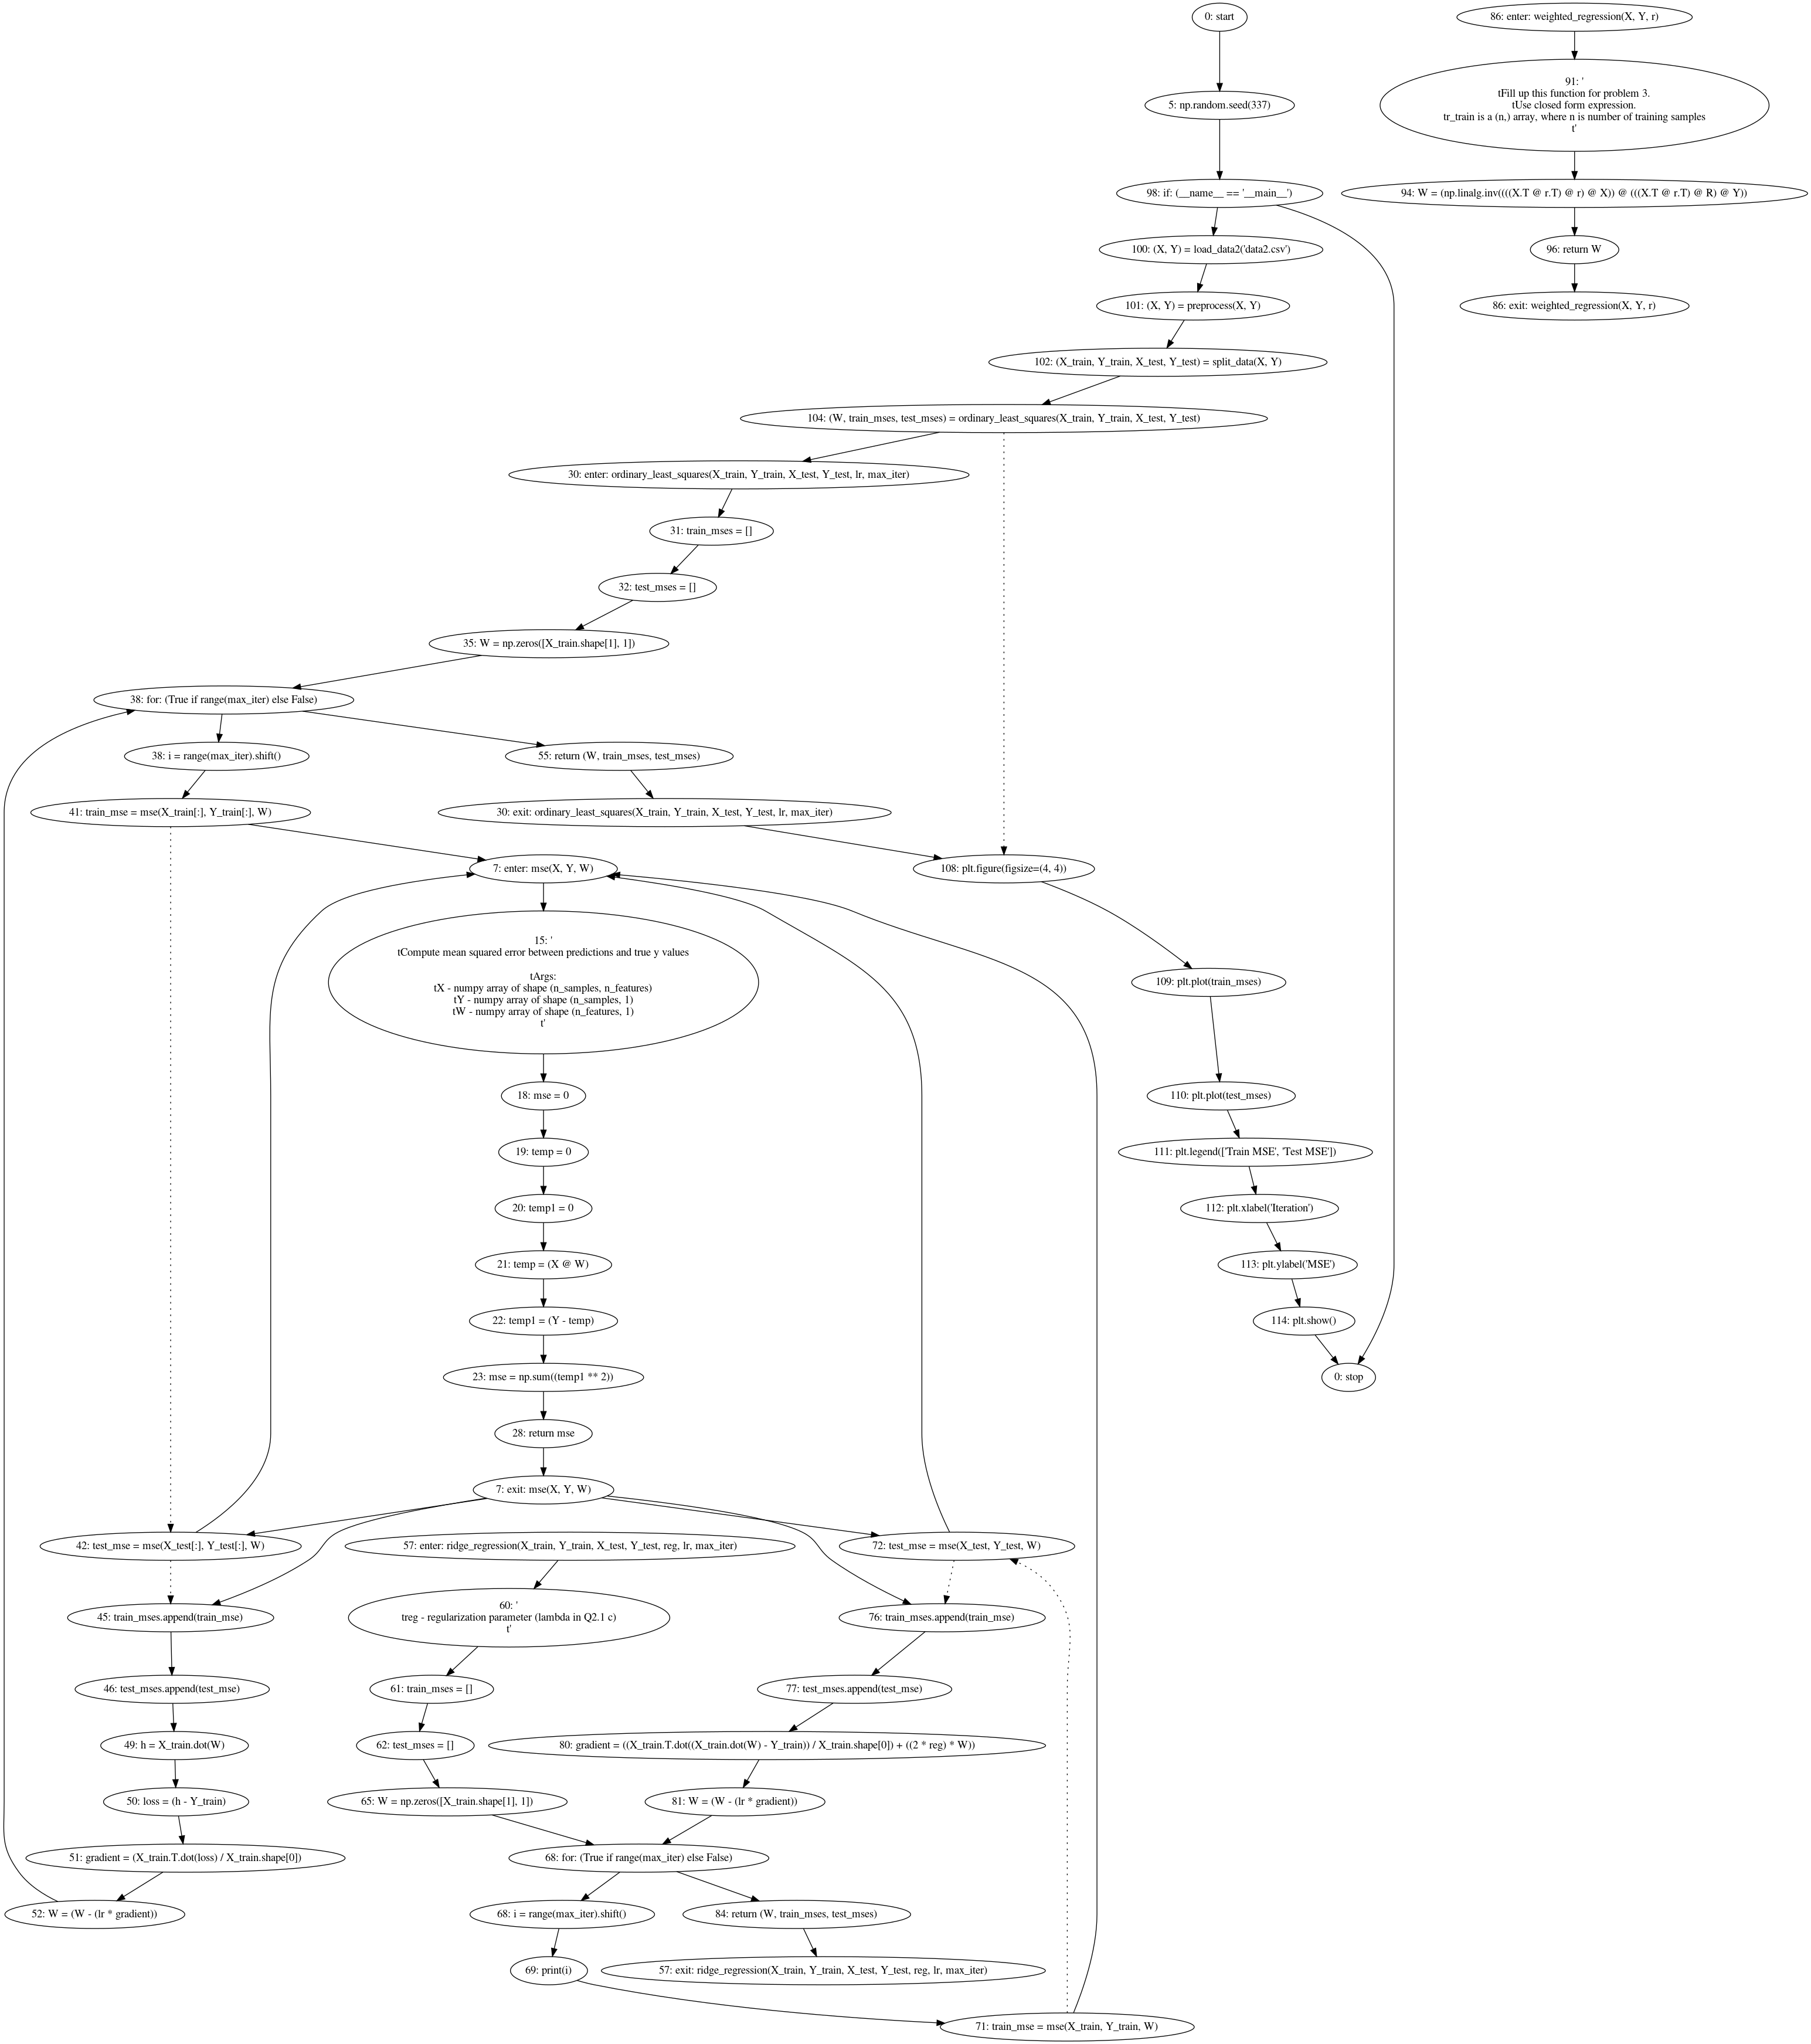 0: start
5: np.random.seed(337)
98: if: (__name__ == '__main__')
100: (X, Y) = load_data2('data2.csv')
101: (X, Y) = preprocess(X, Y)
102: (X_train, Y_train, X_test, Y_test) = split_data(X, Y)
104: (W, train_mses, test_mses) = ordinary_least_squares(X_train, Y_train, X_test, Y_test)
30: enter: ordinary_least_squares(X_train, Y_train, X_test, Y_test, lr, max_iter)
31: train_mses = []
32: test_mses = []
35: W = np.zeros([X_train.shape[1], 1])
38: for: (True if range(max_iter) else False)
38: i = range(max_iter).shift()
55: return (W, train_mses, test_mses)
41: train_mse = mse(X_train[:], Y_train[:], W)
30: exit: ordinary_least_squares(X_train, Y_train, X_test, Y_test, lr, max_iter)
7: enter: mse(X, Y, W)
108: plt.figure(figsize=(4, 4))
15: '
tCompute mean squared error between predictions and true y values
tArgs:
tX - numpy array of shape (n_samples, n_features)
tY - numpy array of shape (n_samples, 1)
tW - numpy array of shape (n_features, 1)
t'
109: plt.plot(train_mses)
18: mse = 0
110: plt.plot(test_mses)
19: temp = 0
111: plt.legend(['Train MSE', 'Test MSE'])
20: temp1 = 0
112: plt.xlabel('Iteration')
21: temp = (X @ W)
113: plt.ylabel('MSE')
22: temp1 = (Y - temp)
114: plt.show()
23: mse = np.sum((temp1 ** 2))
0: stop
28: return mse
7: exit: mse(X, Y, W)
42: test_mse = mse(X_test[:], Y_test[:], W)
57: enter: ridge_regression(X_train, Y_train, X_test, Y_test, reg, lr, max_iter)
72: test_mse = mse(X_test, Y_test, W)
45: train_mses.append(train_mse)
60: '
treg - regularization parameter (lambda in Q2.1 c)
t'
76: train_mses.append(train_mse)
46: test_mses.append(test_mse)
61: train_mses = []
77: test_mses.append(test_mse)
49: h = X_train.dot(W)
62: test_mses = []
80: gradient = ((X_train.T.dot((X_train.dot(W) - Y_train)) / X_train.shape[0]) + ((2 * reg) * W))
50: loss = (h - Y_train)
65: W = np.zeros([X_train.shape[1], 1])
81: W = (W - (lr * gradient))
51: gradient = (X_train.T.dot(loss) / X_train.shape[0])
68: for: (True if range(max_iter) else False)
52: W = (W - (lr * gradient))
68: i = range(max_iter).shift()
84: return (W, train_mses, test_mses)
69: print(i)
57: exit: ridge_regression(X_train, Y_train, X_test, Y_test, reg, lr, max_iter)
71: train_mse = mse(X_train, Y_train, W)
86: enter: weighted_regression(X, Y, r)
91: '
tFill up this function for problem 3.
tUse closed form expression.
tr_train is a (n,) array, where n is number of training samples
t'
94: W = (np.linalg.inv((((X.T @ r.T) @ r) @ X)) @ (((X.T @ r.T) @ R) @ Y))
96: return W
86: exit: weighted_regression(X, Y, r)